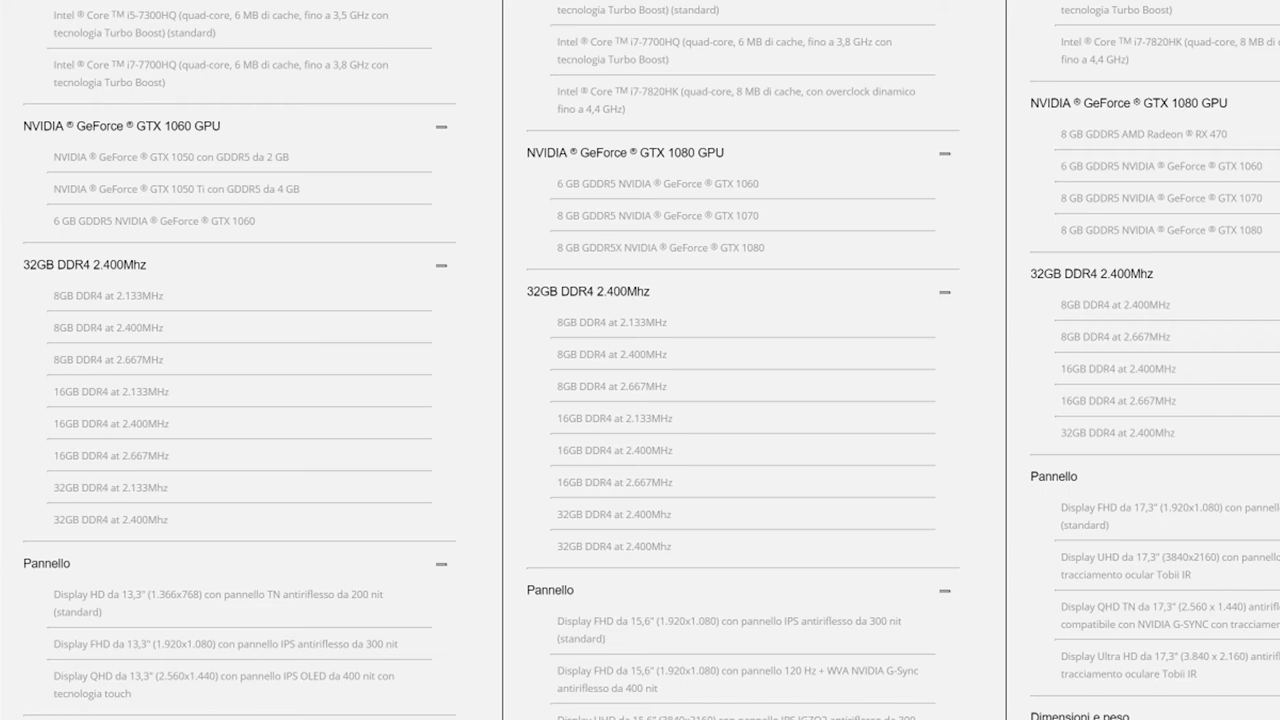 Intel ® Core ™ i5-7300HQ (quad-core, 6 MB di cache, fino a 3,5 GHz con
tecnologia Turbo Boost) (standard)
Intel ® Core ™ i7-7700HQ (quad-core, 6 MB di cache, fino a 3,8 GHz con
tecnologia Turbo Boost)
NVIDIA ® GeForce ® GTX 1060 GPU
NVIDIA ® GeForce ® GTX 1050 con GDDR5 da 2 GB
NVIDIA ® GeForce ® GTX 1050 Ti con GDDR5 da 4 GB
6 GB GDDR5 NVIDIA ® GeForce ® GTX 1060
32GB DDR4 2.400Mhz
8GB DDR4 at 2.133MHz
8GB DDR4 at 2.400MHz
8GB DDR4 at 2.667MHz
16GB DDR4 at 2.133MHz
16GB DDR4 at 2.400MHz
16GB DDR4 at 2.667MHz
32GB DDR4 at 2.133Mhz
32GB DDR4 at 2.400Mhz
Pannello
Display HD da 13,3" (1.366x768) con pannello TN antiriflesso da 200 nit
(standard)
Display FHD da 13,3" (1.920x1.080) con pannello IPS antiriflesso da 300 nit
Display QHD da 13,3" (2.560x1.440) con pannello IPS OLED da 400 nit con
tecnologia touch
tecnologia Turbo Boost) (standard)
Intel ® Core ™ i7-7700HQ (quad-core, 6 MB di cache, fino a 3,8 GHz con
tecnologia Turbo Boost)
Intel ® Core ™ i7-7820HK (quad-core, 8 MB di cache, con overclock dinamico
fino a 4,4 GHz)
NVIDIA ® GeForce ® GTX 1080 GPU
6 GB GDDR5 NVIDIA ® GeForce ® GTX 1060
8 GB GDDR5 NVIDIA ® GeForce ® GTX 1070
8 GB GDDR5X NVIDIA ® GeForce ® GTX 1080
32GB DDR4 2.400Mhz
8GB DDR4 at 2.133MHz
8GB DDR4 at 2.400MHz
8GB DDR4 at 2.667MHz
16GB DDR4 at 2.133MHz
16GB DDR4 at 2.400MHz
16GB DDR4 at 2.667MHz
32GB DDR4 at 2.400Mhz
32GB DDR4 at 2.400Mhz
Pannello
Display FHD da 15,6" (1.920x1.080) con pannello IPS antiriflesso da 300 nit
(standard)
Display FHD da 15,6" (1.920x1.080) con pannello 120 Hz + WVA NVIDIA G-Sync
antiriflesso da 400 nit
Display UHD da 15,6" (3840x2160) con pannello IPS IGZO2 antiriflesso da 300
tecnologia Turbo Boost)
Intel ® Core ™ i7-7820HK (quad-core, 8 MB di
fino a 4,4 GHz)
NVIDIA ® GeForce ® GTX 1080 GPU
8 GB GDDR5 AMD Radeon ® RX 470
6 GB GDDR5 NVIDIA ® GeForce ® GTX 1060
8 GB GDDR5 NVIDIA ® GeForce ® GTX 1070
8 GB GDDR5 NVIDIA ® GeForce ® GTX 1080
32GB DDR4 2.400Mhz
8GB DDR4 at 2.400MHz
8GB DDR4 at 2.667MHz
16GB DDR4 at 2.400MHz
16GB DDR4 at 2.667MHz
32GB DDR4 at 2.400Mhz
Pannello
Display FHD da 17,3" (1.920x1.080) con
(standard)
Display UHD da 17,3" (3840x2160) con
tracciamento ocular Tobii IR
Display QHD TN da 17,3" (2.560 x 1.440)
compatibile con NVIDIA G-SYNC con
Display Ultra HD da 17,3" (3.840 x 2.160)
tracciamento oculare Tobii IR
Dimensioni e peso